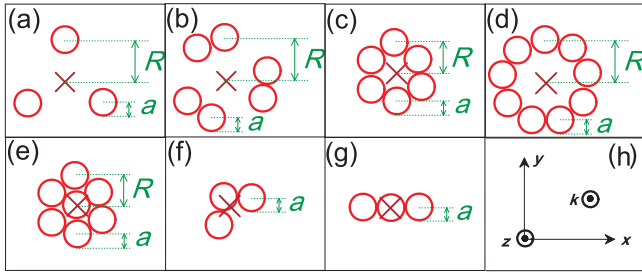 (a) R a
(b) R a
(c) R a
(d) R a
(e) R a
(f) a
(g) a
(h) y k z x